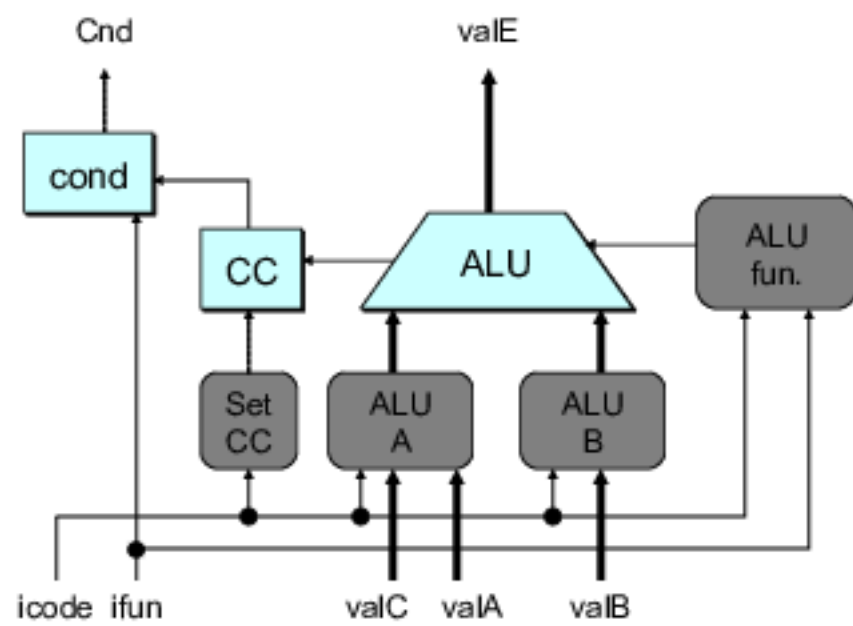 Cnd
valE
cond
ALU
fun.
CC
ALU
Set
CC
ALU
A
ALU
B
icode
ifun
valC
valA
valB